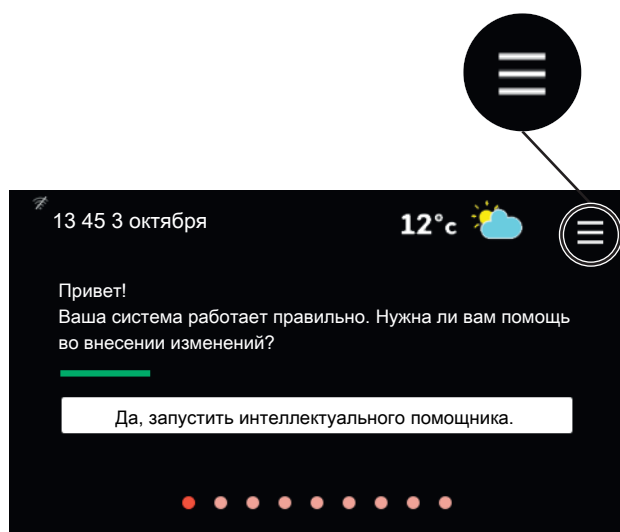 13 45 3 октября
12°c
Привет!
Ваша система работает правильно. Нужна ли вам помощь
во внесении изменений?
Да, запустить интеллектуального помощника.